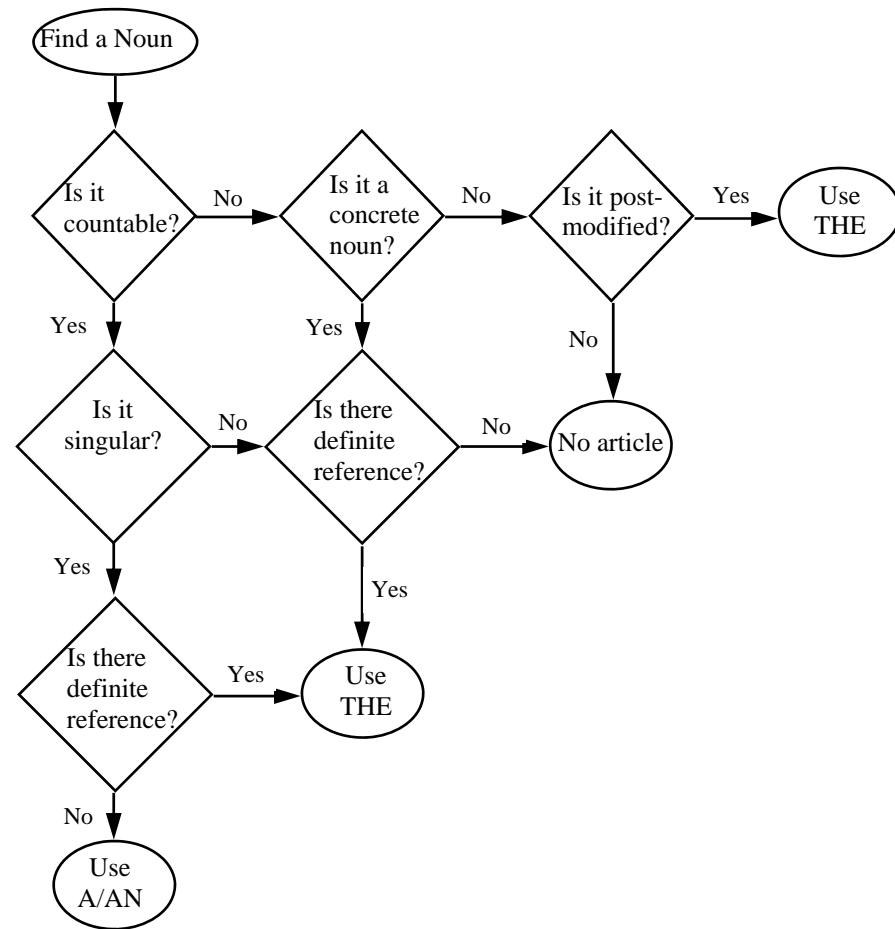 Find a Noun
Is it
countable?
No
Is it a
concrete
noun?
No
Is it post-
modified?
Yes
Use
THE
Yes
Yes
No
Is it
singular?
No
Is there
definite
reference?
No
No article
Yes
Yes
Is there
definite
reference?
Yes
Use
THE
No
Use
A/AN